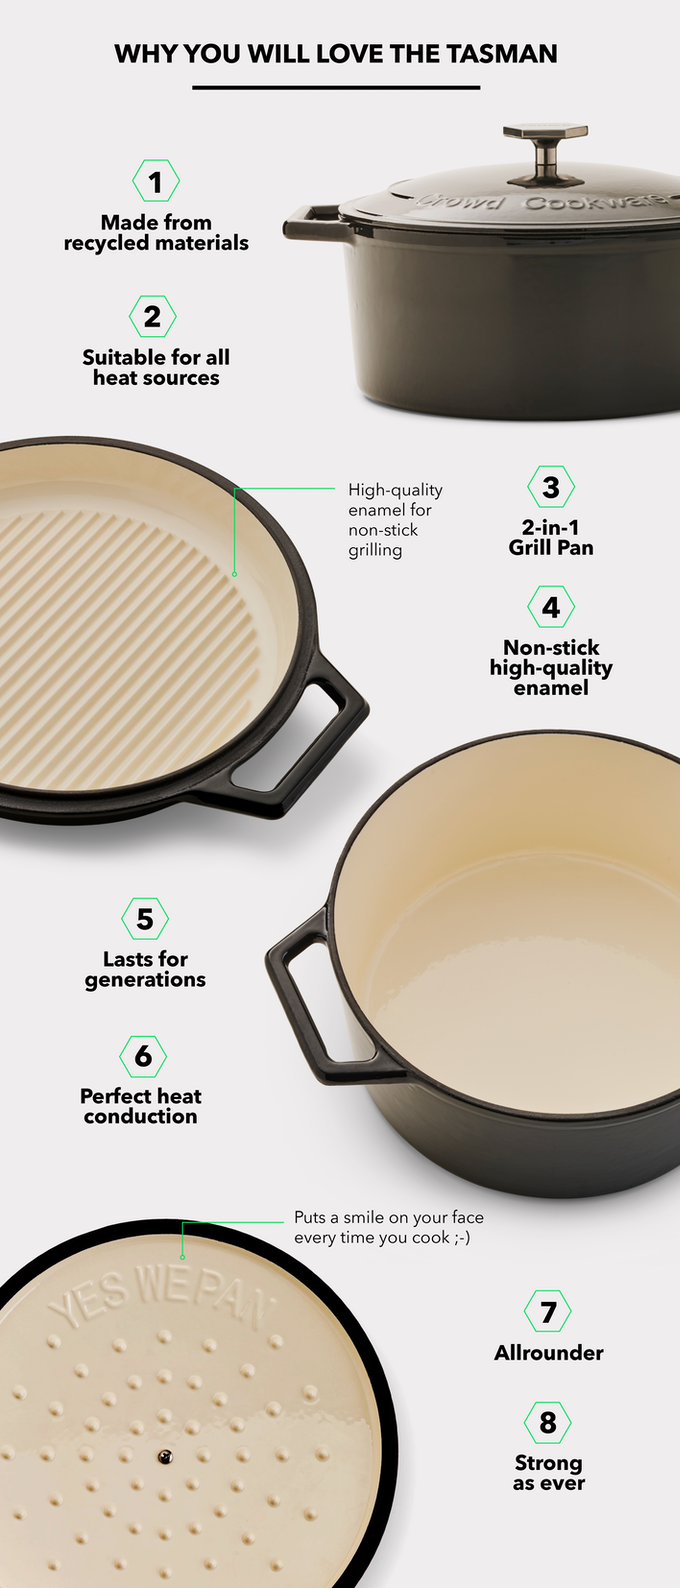 WHY YOU WILL LOVE THE TASMAN
1
Made from
recycled materials
Crowd Cookware
2
Suitable for all
heat sources
High-quality
enamel for
non-stick
grilling
3
2-in-1
Grill Pan
4
Non-stick
high-quality
enamel
5
Lasts for
generations
6
Perfect heat
conduction
Puts a smile on your face
every time you cook ;-)
YES WE PAN
7
Allrounder
8
Strong
as ever